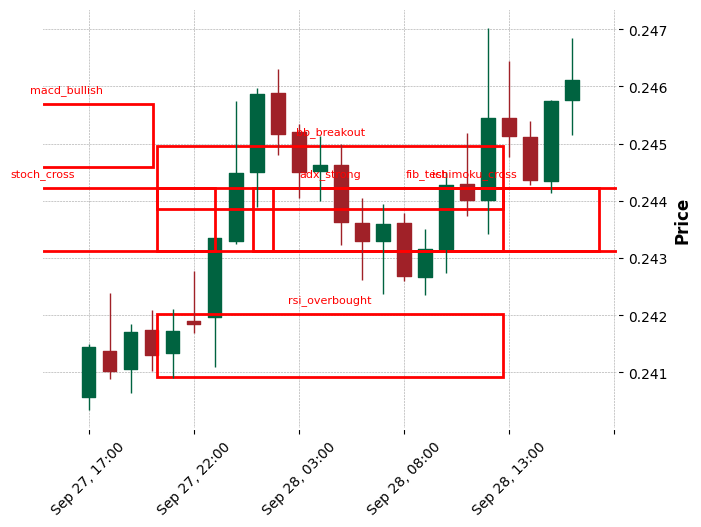 0.247
macd_bullish
0.246
bb_breakout
0.245
stoch_cross
adx_strong
fib_test
ichimoku_cross
0.244
Price
0.243
rsi_overbought
0.242
0.241
Sep 27, 17:00
Sep 27, 22:00
Sep 28, 03:00
Sep 28, 08:00
Sep 28, 13:00